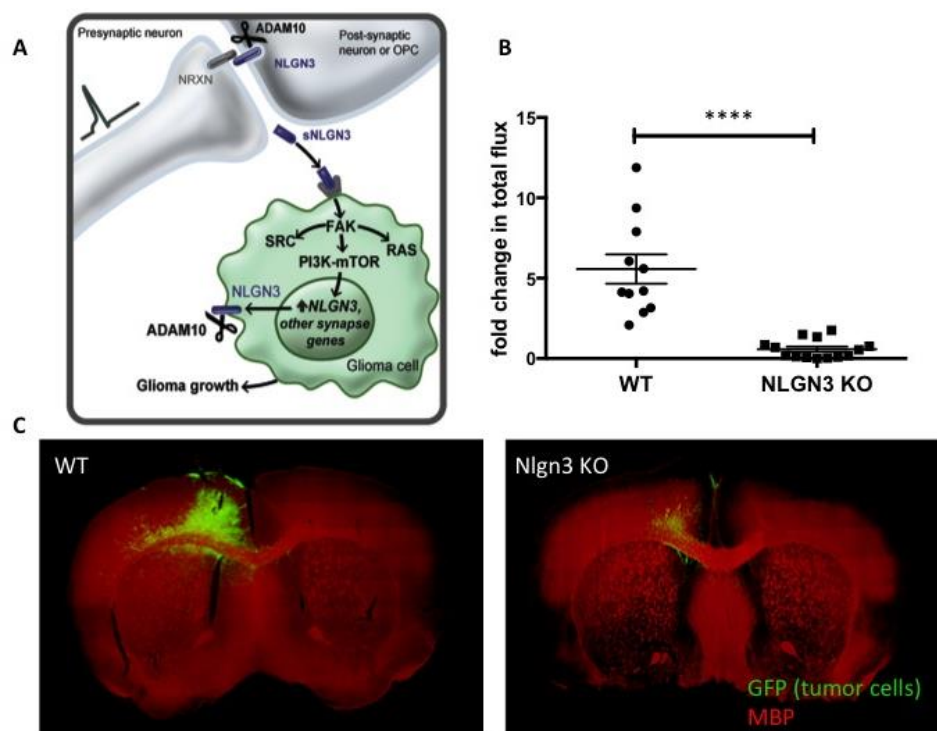 A
Presynaptic neuron
ADAM10
Post-synaptic
neuron or OPC
NLGN3
NRXN
sNLGN3
FAK
SRC
RAS
PI3K-mTOR
NLGN3
NLGN3,
other synapse
genes
ADAM10
Glioma cell
Glioma growth
B
****
fold change in total flux
15
10
5
0
WT
NLGN3 KO
C
WT
Nlgn3 KO
GFP (tumor cells)
MBP